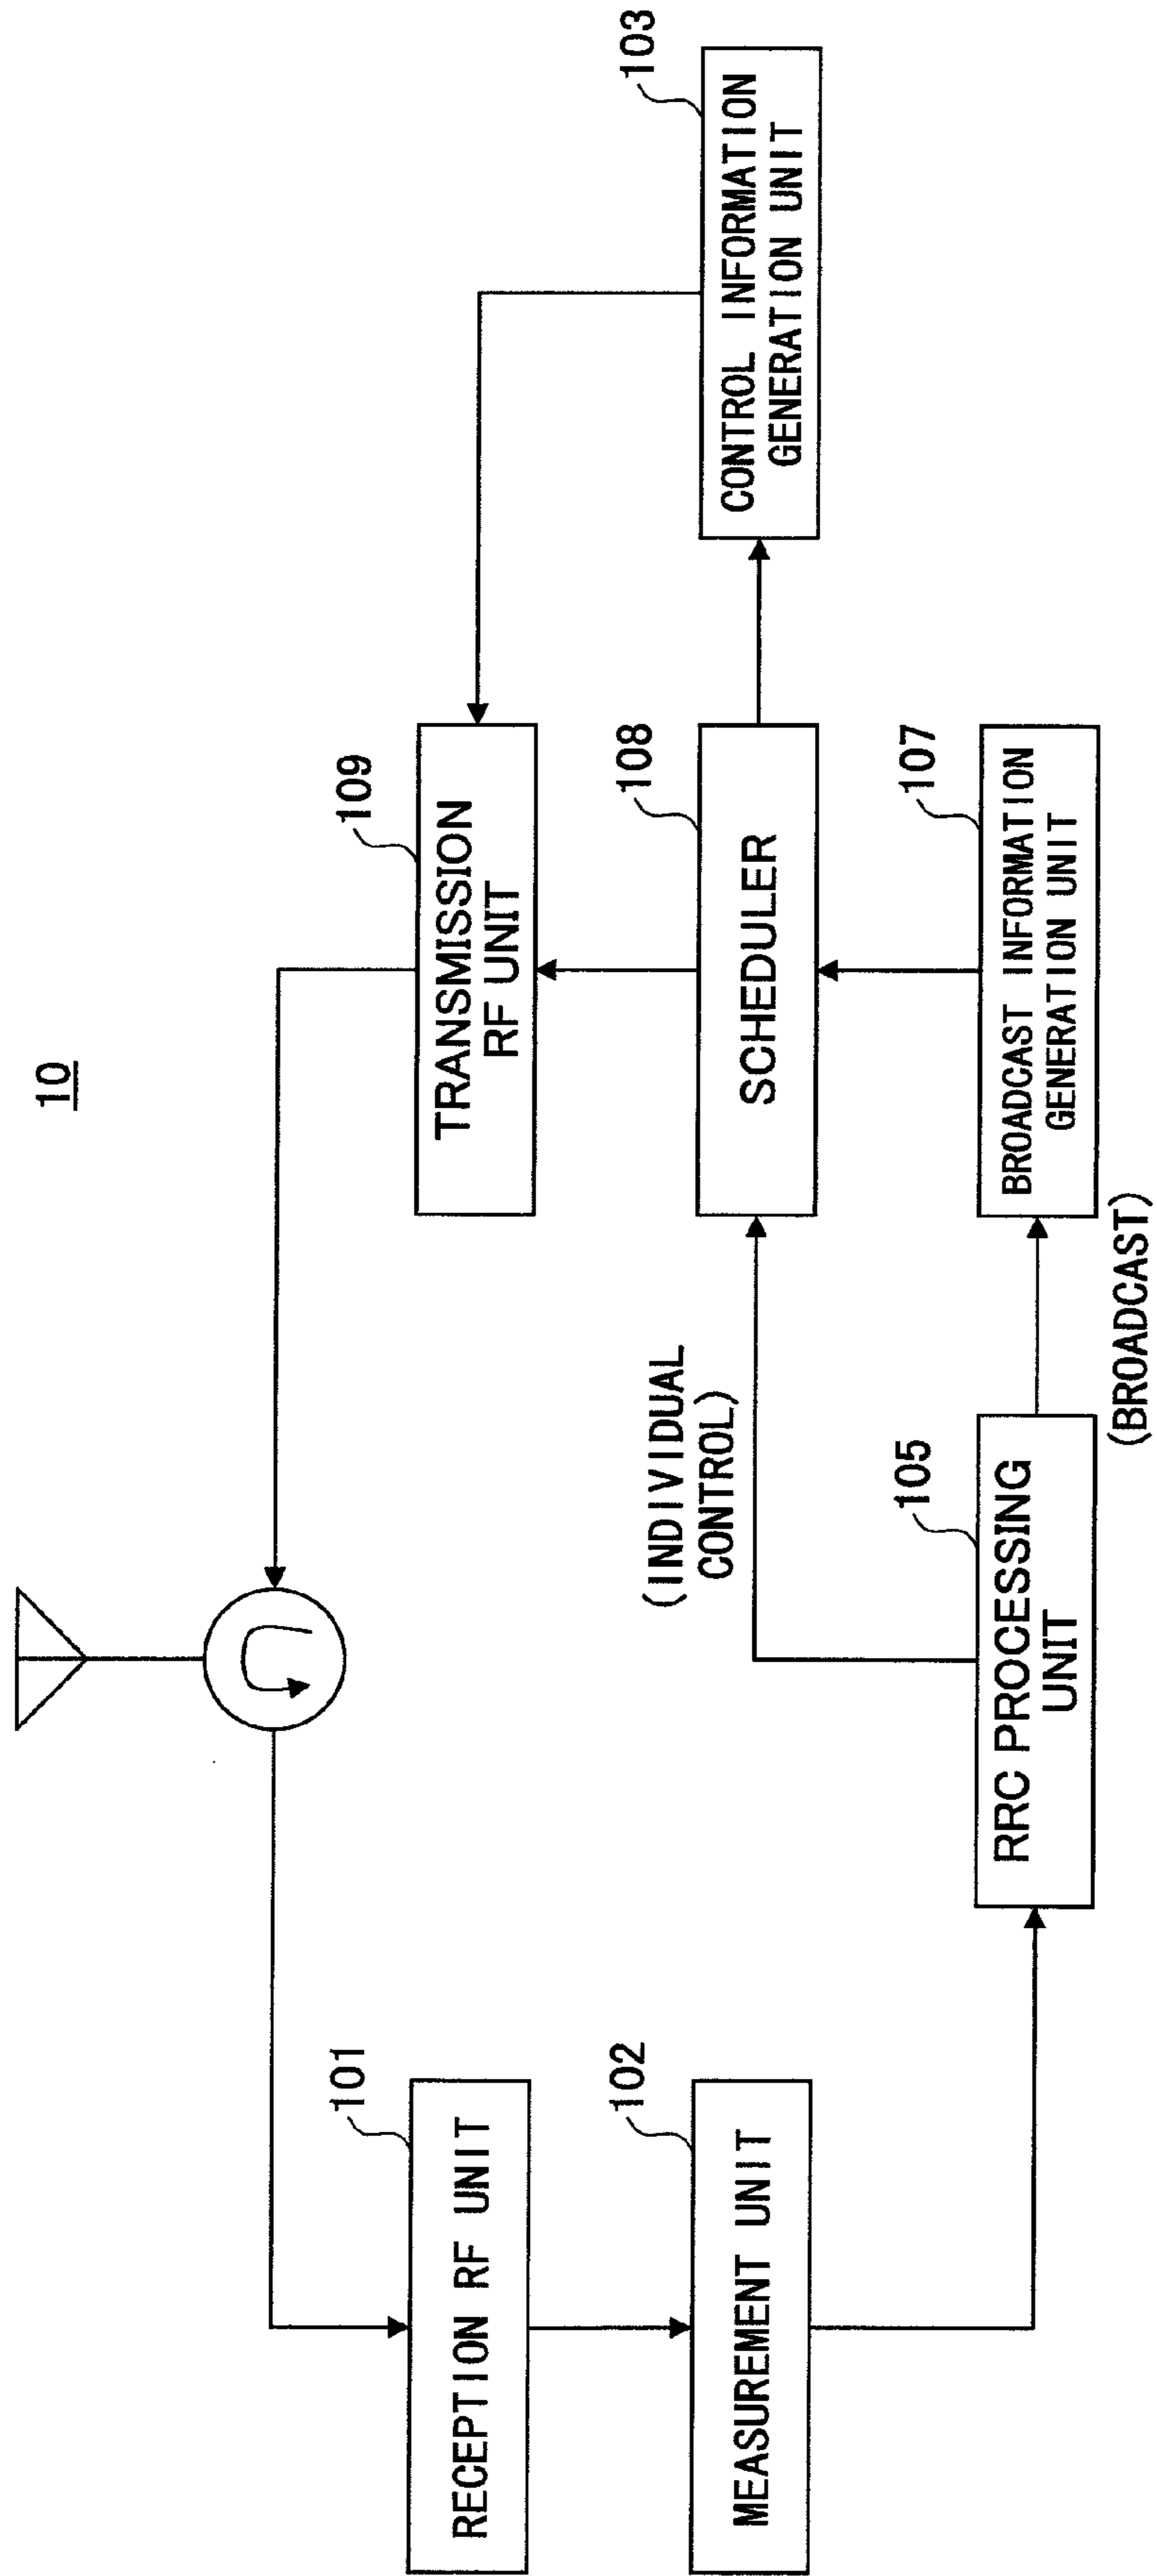 10
101
RECEPTION RF UNIT
102
MEASUREMENT UNIT
105
RRC PROCESSING
UNIT
(INDIVIDUAL
CONTROL)
(BROADCAST)
109
TRANSMISSION
RF UNIT
108
SCHEDULER
107
BROADCAST INFORMATION
GENERATION UNIT
103
CONTROL INFORMATION
GENERATION UNIT